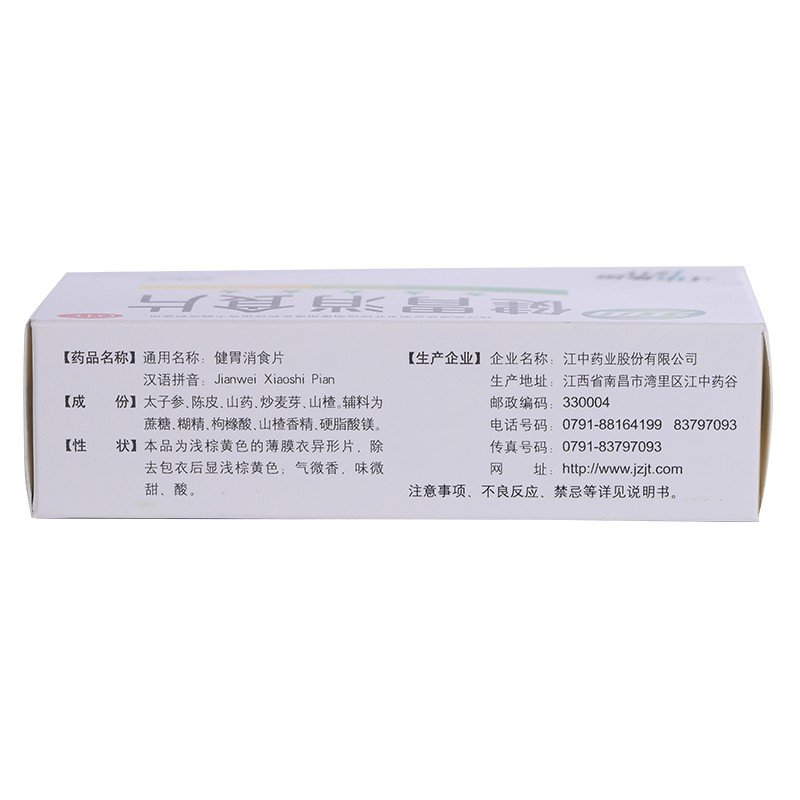 健胃消食片
【药品名称】通用名称：健胃消食片
汉语拼音：Jianwei Xiaoshi Pian
【成 份】太子参、陈皮、山药、炒麦芽、山楂。辅料为
蔗糖、糊精、枸橼酸、山楂香精、硬脂酸镁。
【性 状】本品为浅棕黄色的薄膜衣异形片，除
去包衣后显浅棕黄色；气微香，味微
甜、酸。
【生产企业】企业名称：江中药业股份有限公司
生产地址：江西省南昌市湾里区江中药谷
邮政编码：330004
电话号码：0791-88164199 83797093
传真号码：0791-83797093
网 址：http://www.jzjt.com
注意事项、不良反应、禁忌等详见说明书。